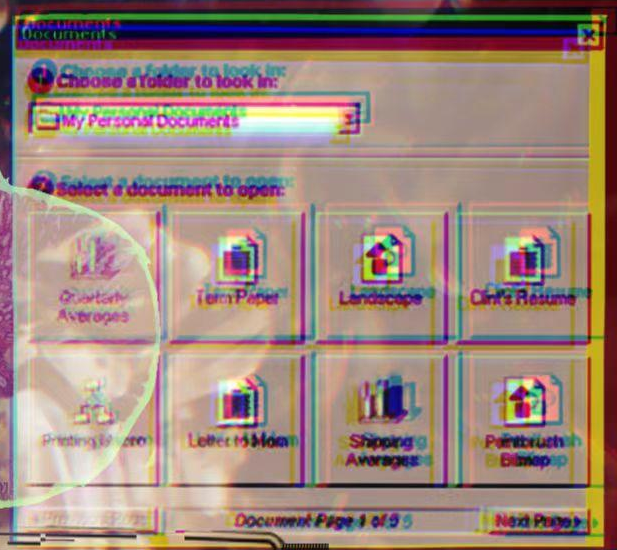 Documents
Choose a folder to look in:
My Personal Documents
Select a document to open:
Quarterly Averages
Term Paper
Landscape
Clint's Resume
Printing Macro
Letter to Mom
Shipping Averages
Paintbrush Bitmap
Document Page 1 of 5
Next Page